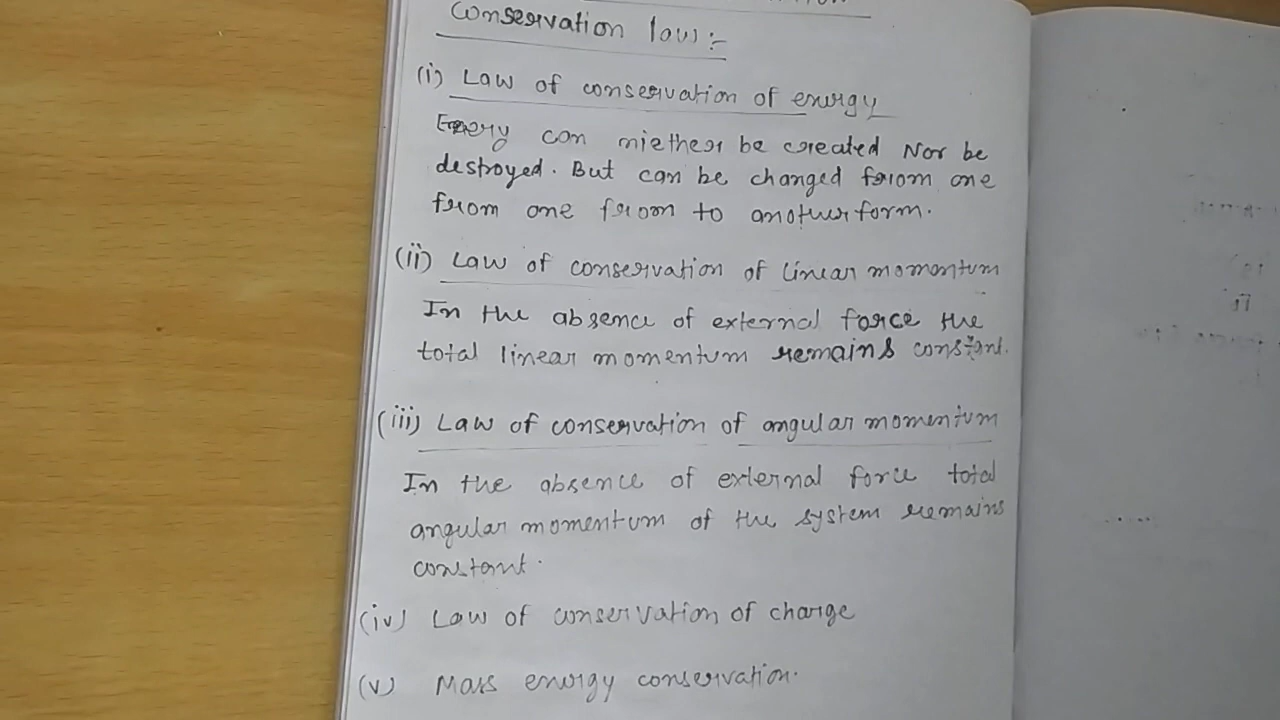 Conservation law :-
(i) Law of conservation of energy
Energy can niether be created Nor be
destroyed. But can be changed from one
from one from to another form.
(ii) Law of conservation of linear momentum
In the absence of external force the
total linear momentum remains constant.
(iii) Law of conservation of angular momentum
In the absence of external force total
angular momentum of the system remains
constant.
(iv) Law of conservation of charge
(v) Mass energy conservation.